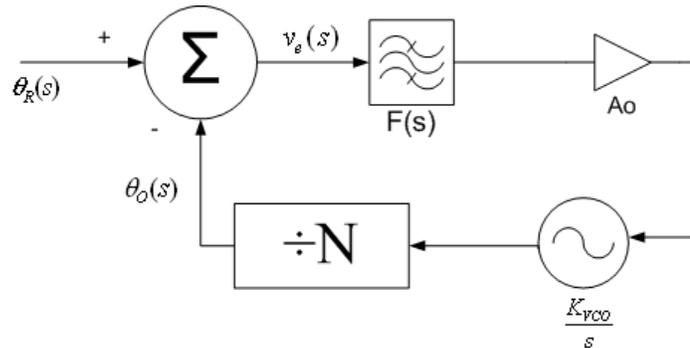 +
Σ
v_e(s)
θ_R(s)
F(s)
Ao
-
θ_O(s)
÷N
K_VCO
s